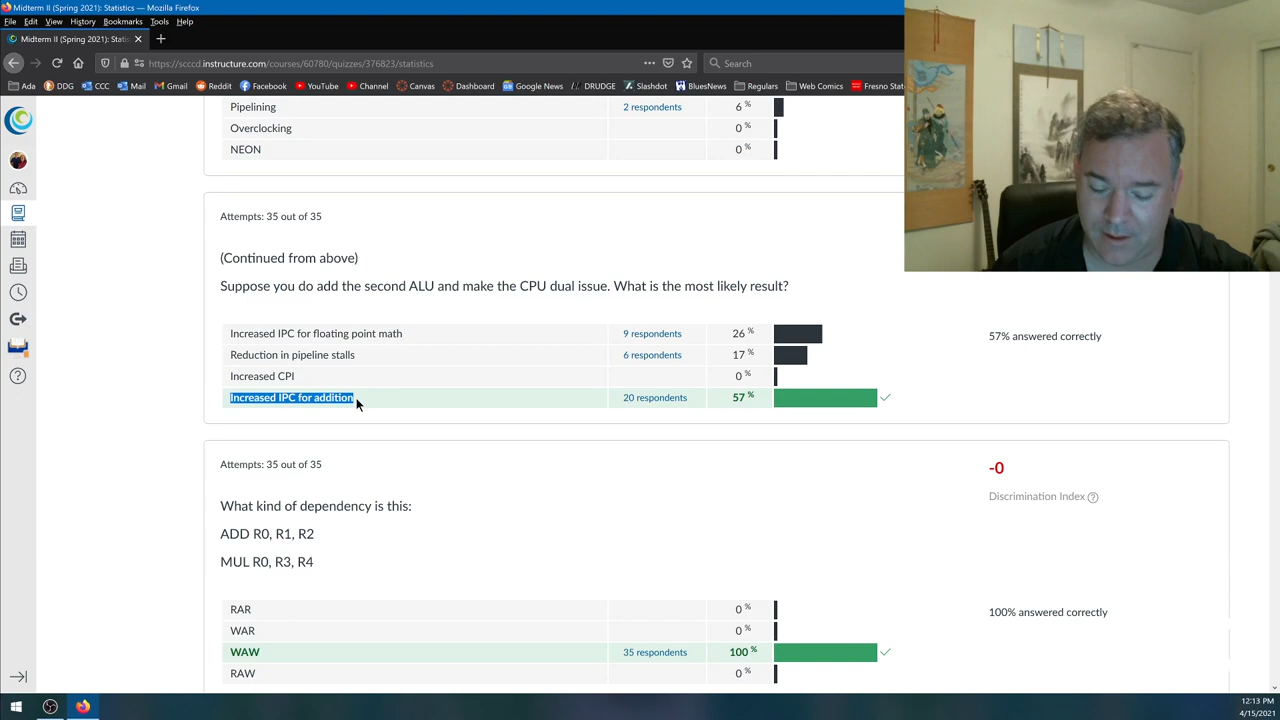 Midterm II (Spring 2021): Statistics — Mozilla Firefox
File Edit View History Bookmarks Tools Help
Midterm II (Spring 2021): Statis
https://scccd.instructure.com/courses/60780/quizzes/376823/statistics
Search
Ada DDG CCC Mail Gmail Reddit Facebook YouTube Channel Canvas Dashboard Google News DRUDGE Slashdot BluesNews Regulars Web Comics Fresno Stat
Pipelining 2 respondents 6 %
Overclocking 0 %
NEON 0 %
Attempts: 35 out of 35
(Continued from above)
Suppose you do add the second ALU and make the CPU dual issue. What is the most likely result?
Increased IPC for floating point math 9 respondents 26 %
57% answered correctly
Reduction in pipeline stalls 6 respondents 17 %
Increased CPI 0 %
Increased IPC for addition 20 respondents 57 %
Attempts: 35 out of 35
-0
Discrimination Index
What kind of dependency is this:
ADD R0, R1, R2
MUL R0, R3, R4
RAR 0 %
100% answered correctly
WAR 0 %
WAW 35 respondents 100 %
RAW 0 %
12:13 PM
4/15/2021